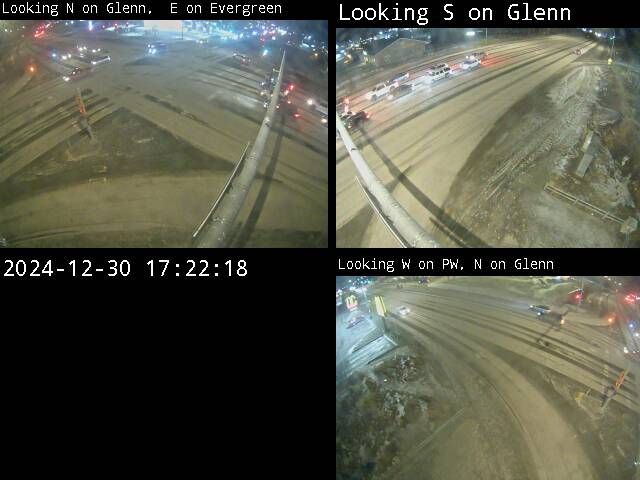 Looking N on Glenn,  E on Evergreen
Looking S on Glenn
2024-12-30 17:22:18
Looking W on PW, N on Glenn